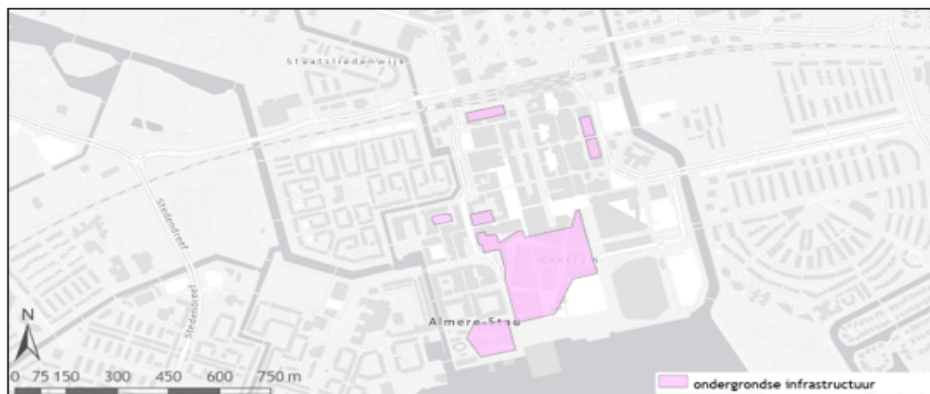 Staatsliedenwijk
Stedendreef
Stedendreef
Centrum
Almere-Stad
N
0 75 150 300 450 600 750 m
ondergrondse infrastructuur